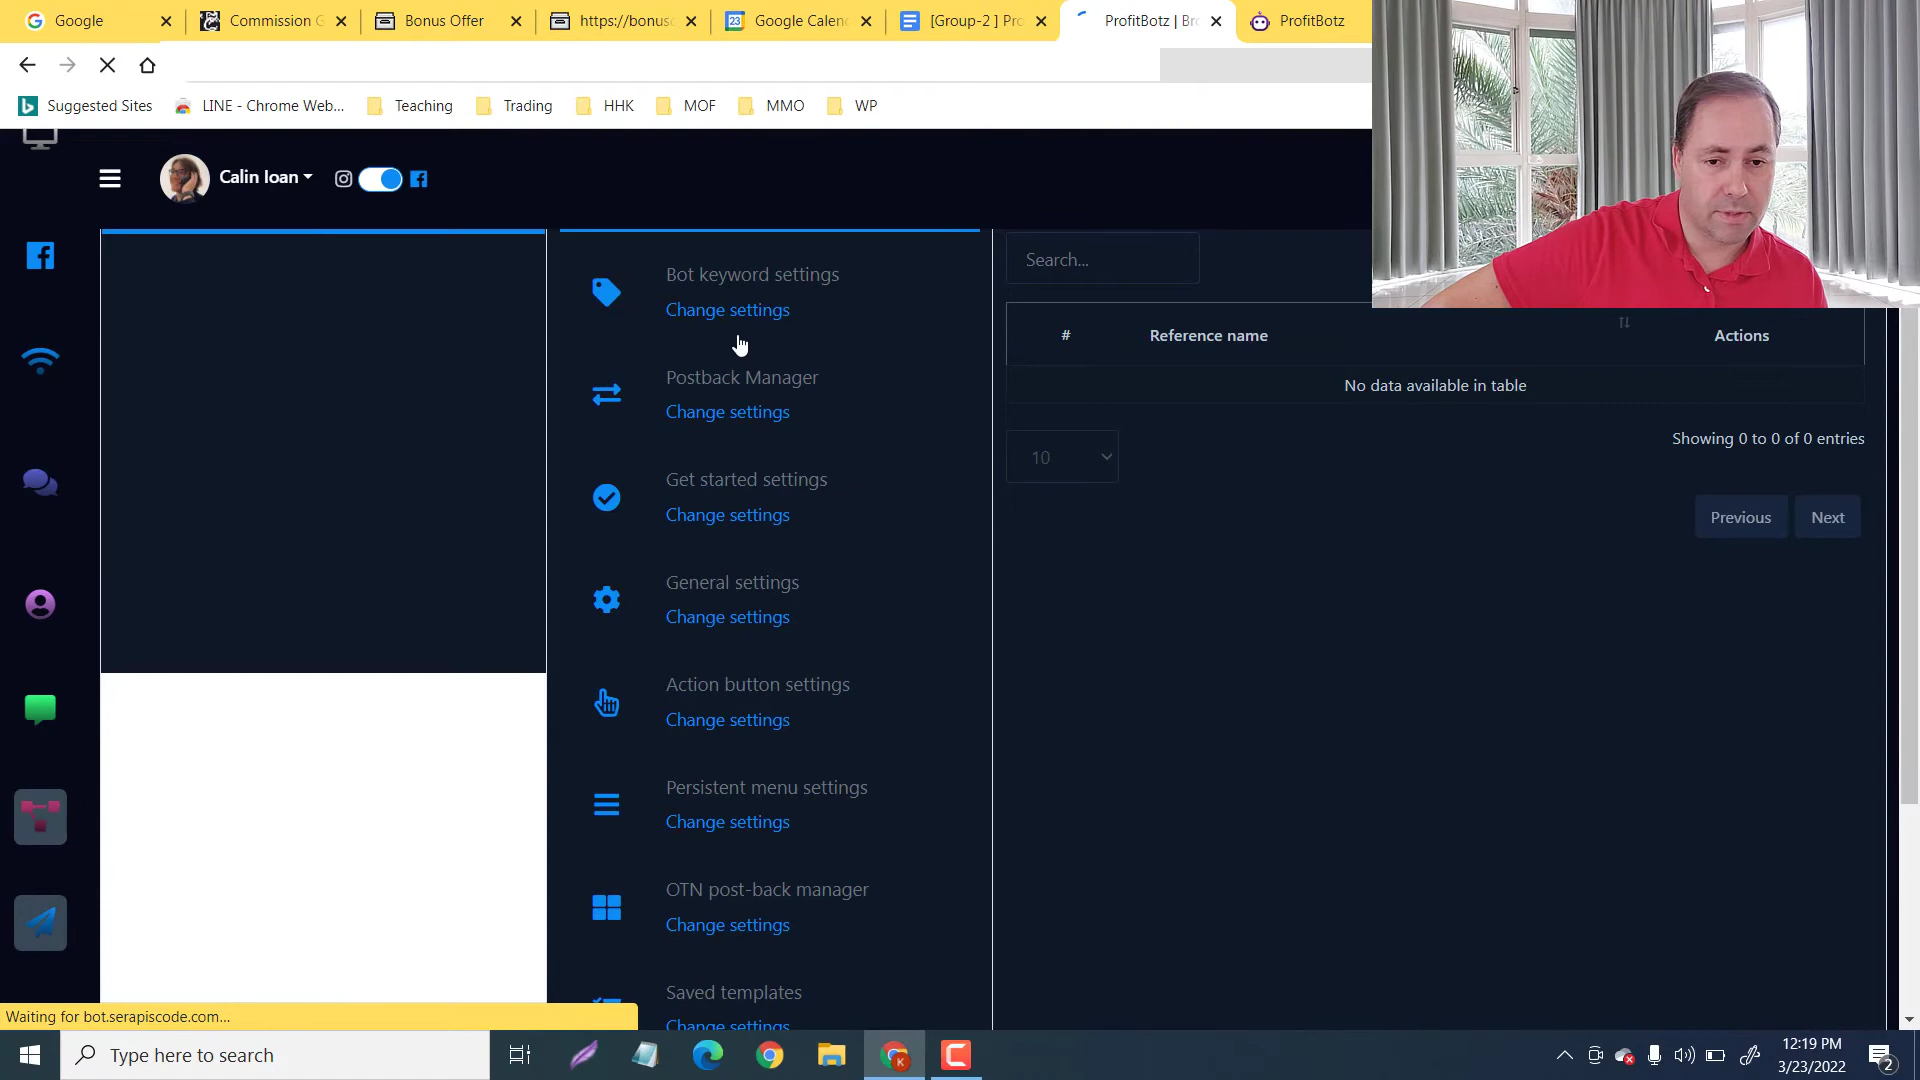 Google
Commission G
Bonus Offer
https://bonuso
Google Calen
[Group-2 ] Pro
ProfitBotz | Bro
ProfitBotz
Suggested Sites
LINE - Chrome Web...
Teaching
Trading
HHK
MOF
MMO
WP
Calin Ioan
Bot keyword settings
Change settings
Postback Manager
Change settings
Get started settings
Change settings
General settings
Change settings
Action button settings
Change settings
Persistent menu settings
Change settings
OTN post-back manager
Change settings
Saved templates
Change settings
Search...
# Reference name Actions
No data available in table
Showing 0 to 0 of 0 entries
10
Previous Next
Waiting for bot.serapiscode.com...
Type here to search
12:19 PM
3/23/2022
2